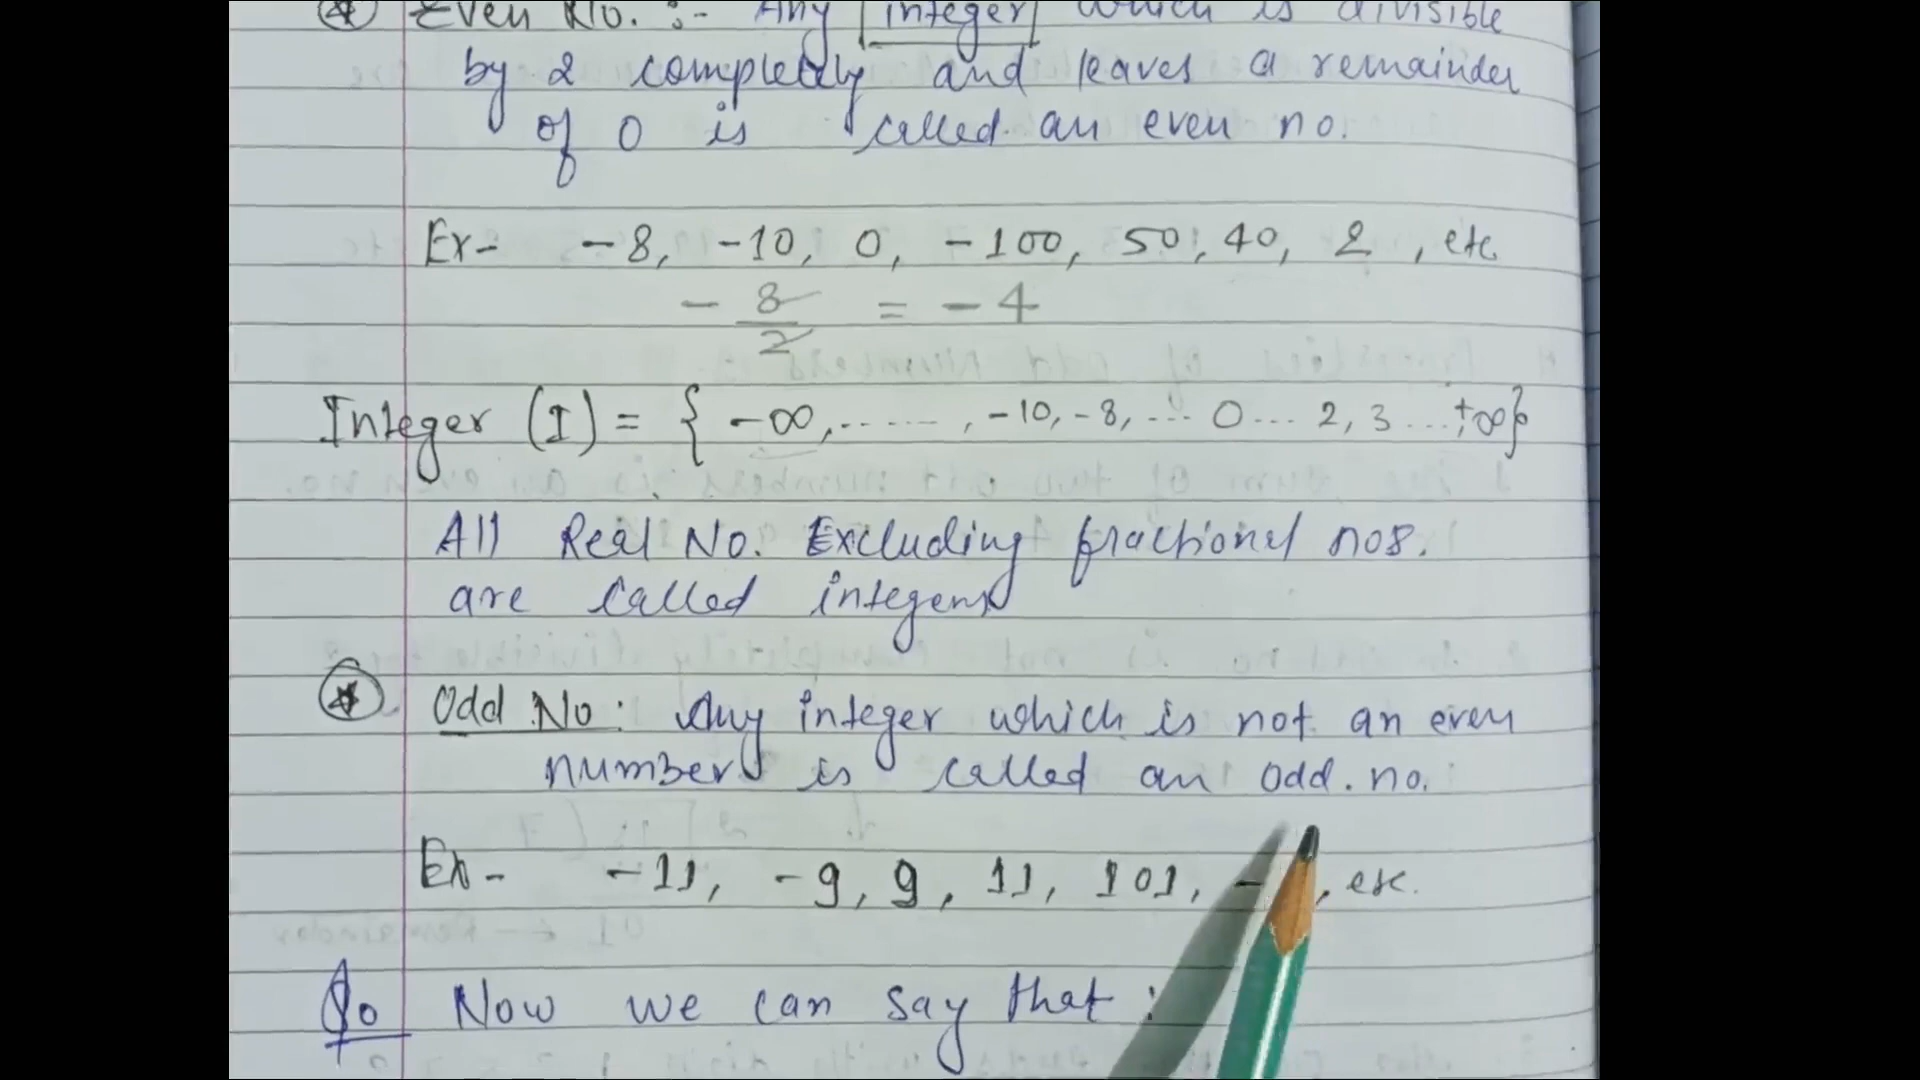 Even No. :- Any integer which is divisible
by 2 completely and leaves a remainder
of 0 is called an even no.
Ex- -8, -10, 0, -100, 50, 40, 2, etc
- 8/2 = -4
Integer (I) = { -∞, ......, -10, -8, ... 0 ... 2, 3 ... , +∞}
All Real No. Excluding fractional nos.
are called integers
Odd No: Any integer which is not an even
number is called an odd. no.
Ex- -11, -9, 9, 11, 101, - , etc.
Now we can say that :